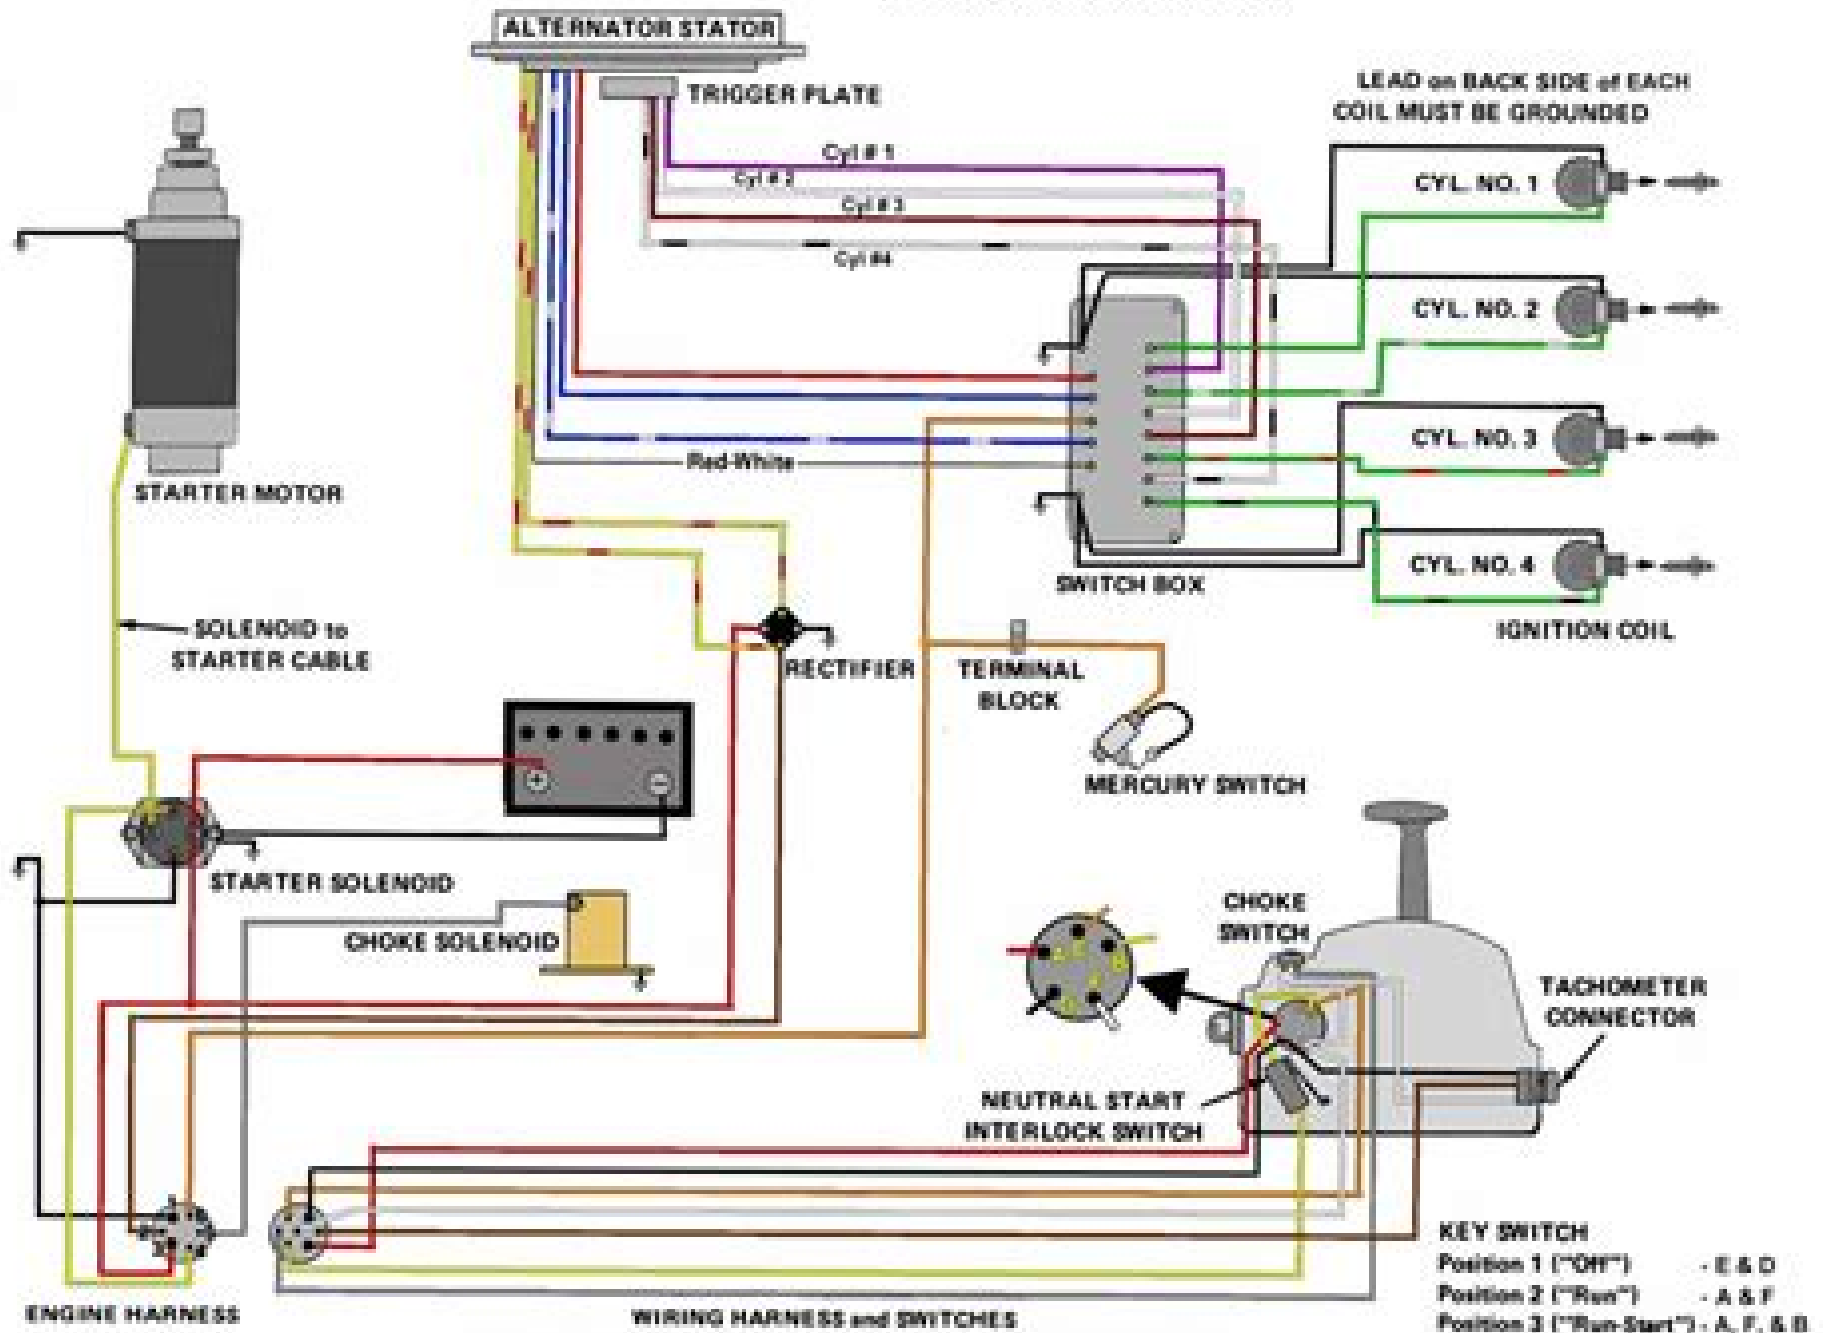 ALTERNATOR STATOR
TRIGGER PLATE
LEAD on BACK SIDE of EACH
COIL MUST BE GROUNDED
Cyl # 1
Cyl # 2
Cyl # 3
Cyl #4
CYL. NO. 1
CYL. NO. 2
CYL. NO. 3
CYL. NO. 4
Red-White
STARTER MOTOR
SWITCH BOX
IGNITION COIL
SOLENOID to
STARTER CABLE
RECTIFIER
TERMINAL
BLOCK
MERCURY SWITCH
+
−
STARTER SOLENOID
CHOKE SOLENOID
CHOKE
SWITCH
TACHOMETER
CONNECTOR
NEUTRAL START
INTERLOCK SWITCH
KEY SWITCH
Position 1 ("Off") - E & D
Position 2 ("Run") - A & F
Position 3 ("Run-Start") - A, F, & B
ENGINE HARNESS
WIRING HARNESS and SWITCHES